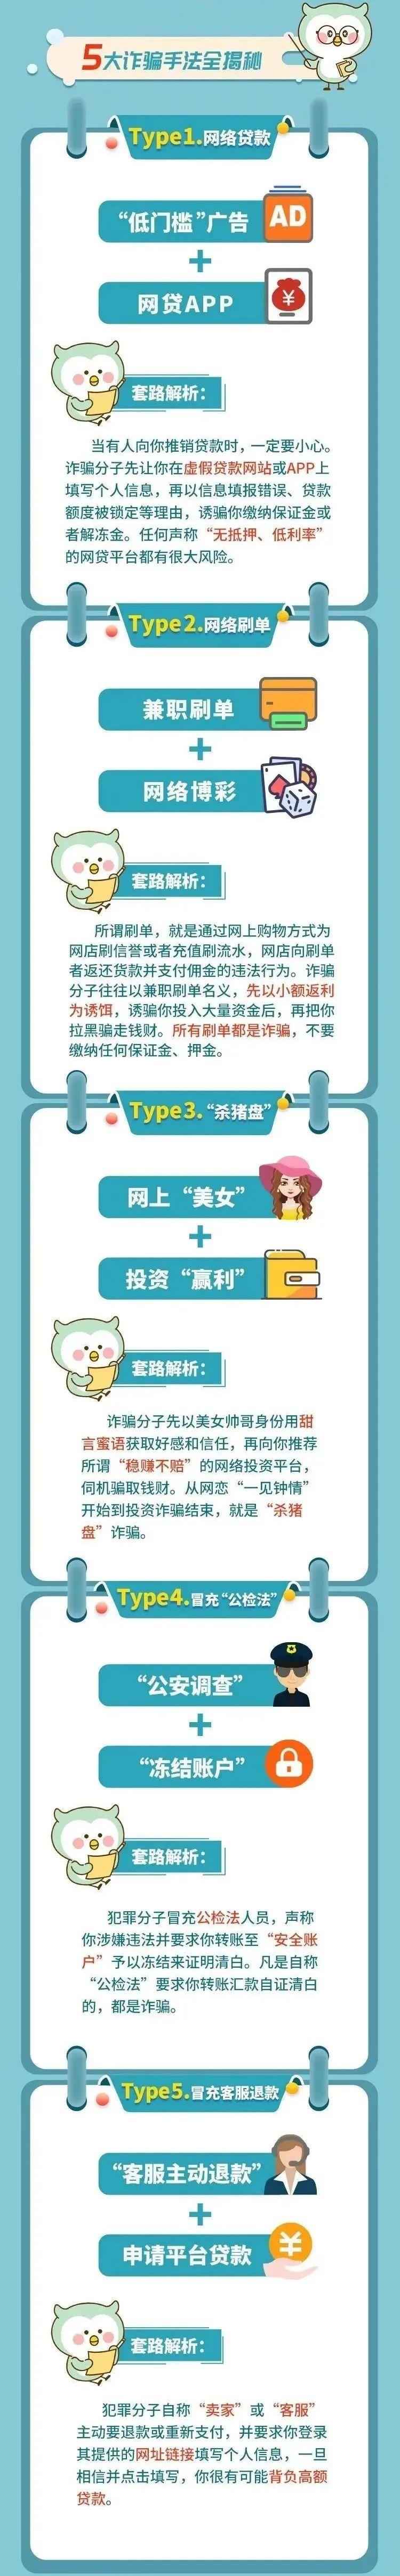 5大诈骗手法全揭秘
Type1.网络贷款
“低门槛”广告
AD
网贷APP
¥
套路解析：
当有人向你推销贷款时，一定要小心。
诈骗分子先让你在虚假贷款网站或APP上
填写个人信息，再以信息填报错误、贷款
额度被锁定等理由，诱骗你缴纳保证金或
者解冻金。任何声称“无抵押、低利率”
的网贷平台都有很大风险。
Type2.网络刷单
兼职刷单
网络博彩
套路解析：
所谓刷单，就是通过网上购物方式为
网店刷信誉或者充值刷流水，网店向刷单
者返还货款并支付佣金的违法行为。诈骗
分子往往以兼职刷单名义，先以小额返利
为诱饵，诱骗你投入大量资金后，再把你
拉黑骗走钱财。所有刷单都是诈骗，不要
缴纳任何保证金、押金。
Type3.“杀猪盘”
网上“美女”
投资“赢利”
套路解析：
诈骗分子先以美女帅哥身份用甜
言蜜语获取好感和信任，再向你推荐
所谓“稳赚不赔”的网络投资平台，
伺机骗取钱财。从网恋“一见钟情”
开始到投资诈骗结束，就是“杀猪
盘”诈骗。
Type4.冒充“公检法”
“公安调查”
“冻结账户”
套路解析：
犯罪分子冒充公检法人员，声称
你涉嫌违法并要求你转账至“安全账
户”予以冻结来证明清白。凡是自称
“公检法”要求你转账汇款自证清白
的，都是诈骗。
Type5.冒充客服退款
“客服主动退款”
申请平台贷款
¥
套路解析：
犯罪分子自称“卖家”或“客服”
主动要退款或重新支付，并要求你登录
其提供的网址链接填写个人信息，一旦
相信并点击填写，你很有可能背负高额
贷款。